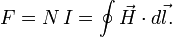 F = N I = ∮ H⃗ · dl⃗.